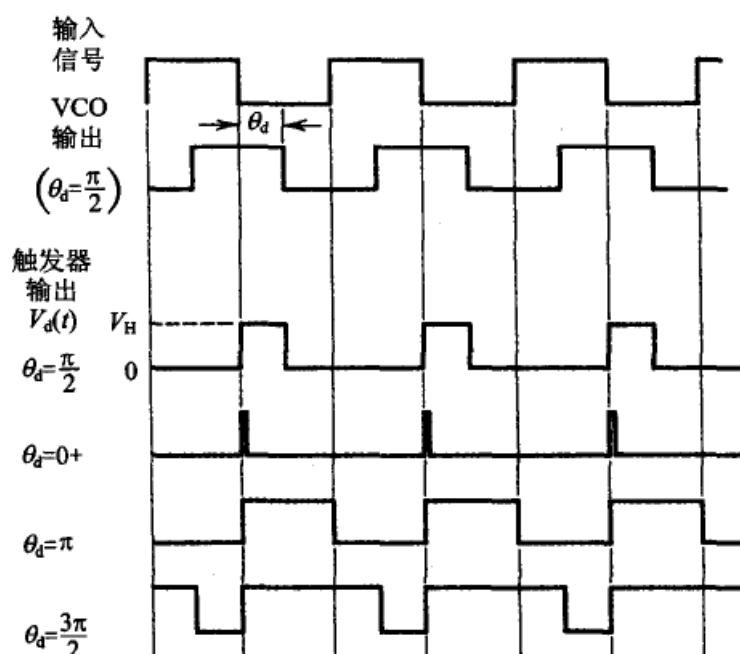 输入
信号
VCO
输出
θd
(θd=π/2)
触发器
输出
Vd(t) VH
θd=π/2 0
θd=0+
θd=π
θd=3π/2